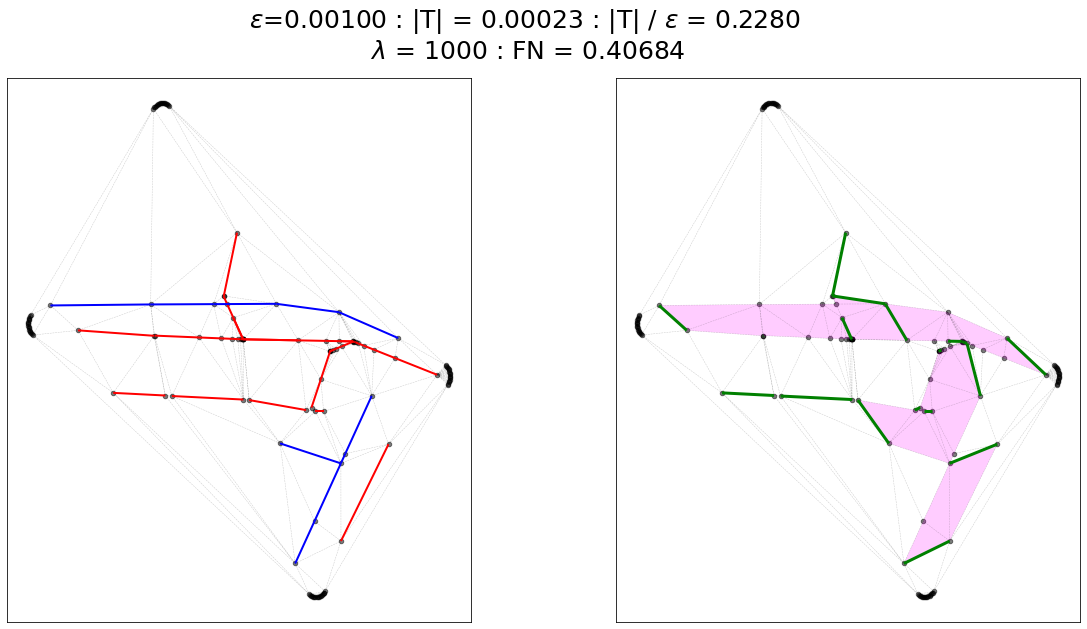 ε=0.00100 : |T| = 0.00023 : |T| / ε = 0.2280
λ = 1000 : FN = 0.40684